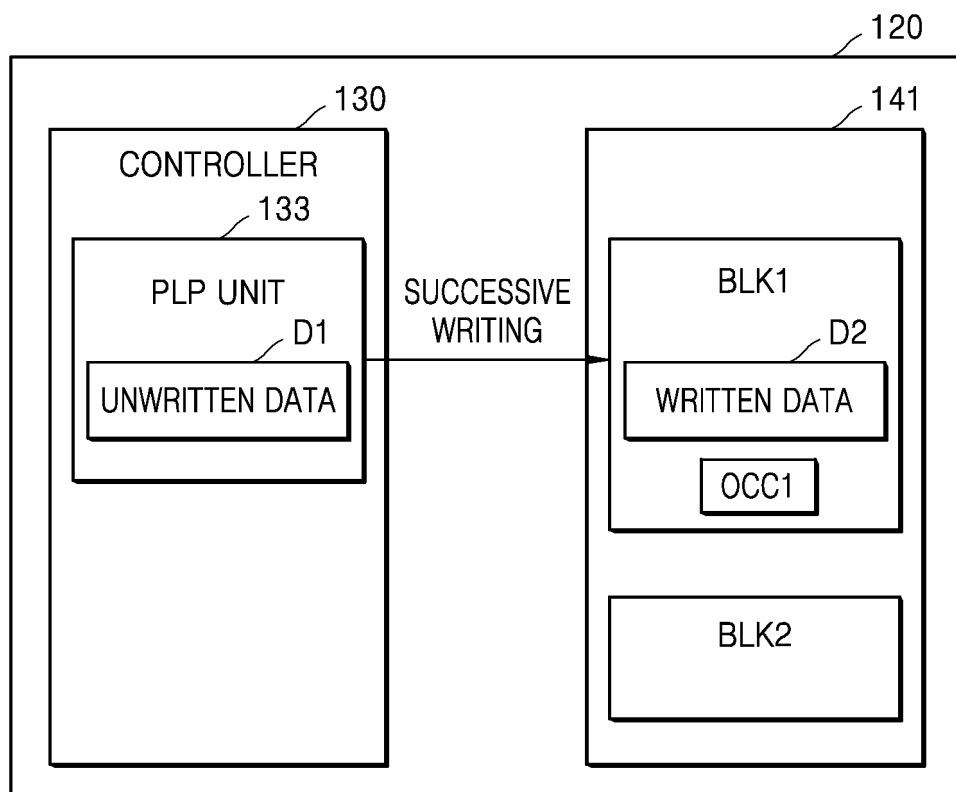 120
130
141
CONTROLLER
133
PLP UNIT
D1
UNWRITTEN DATA
SUCCESSIVE
WRITING
BLK1
D2
WRITTEN DATA
OCC1
BLK2